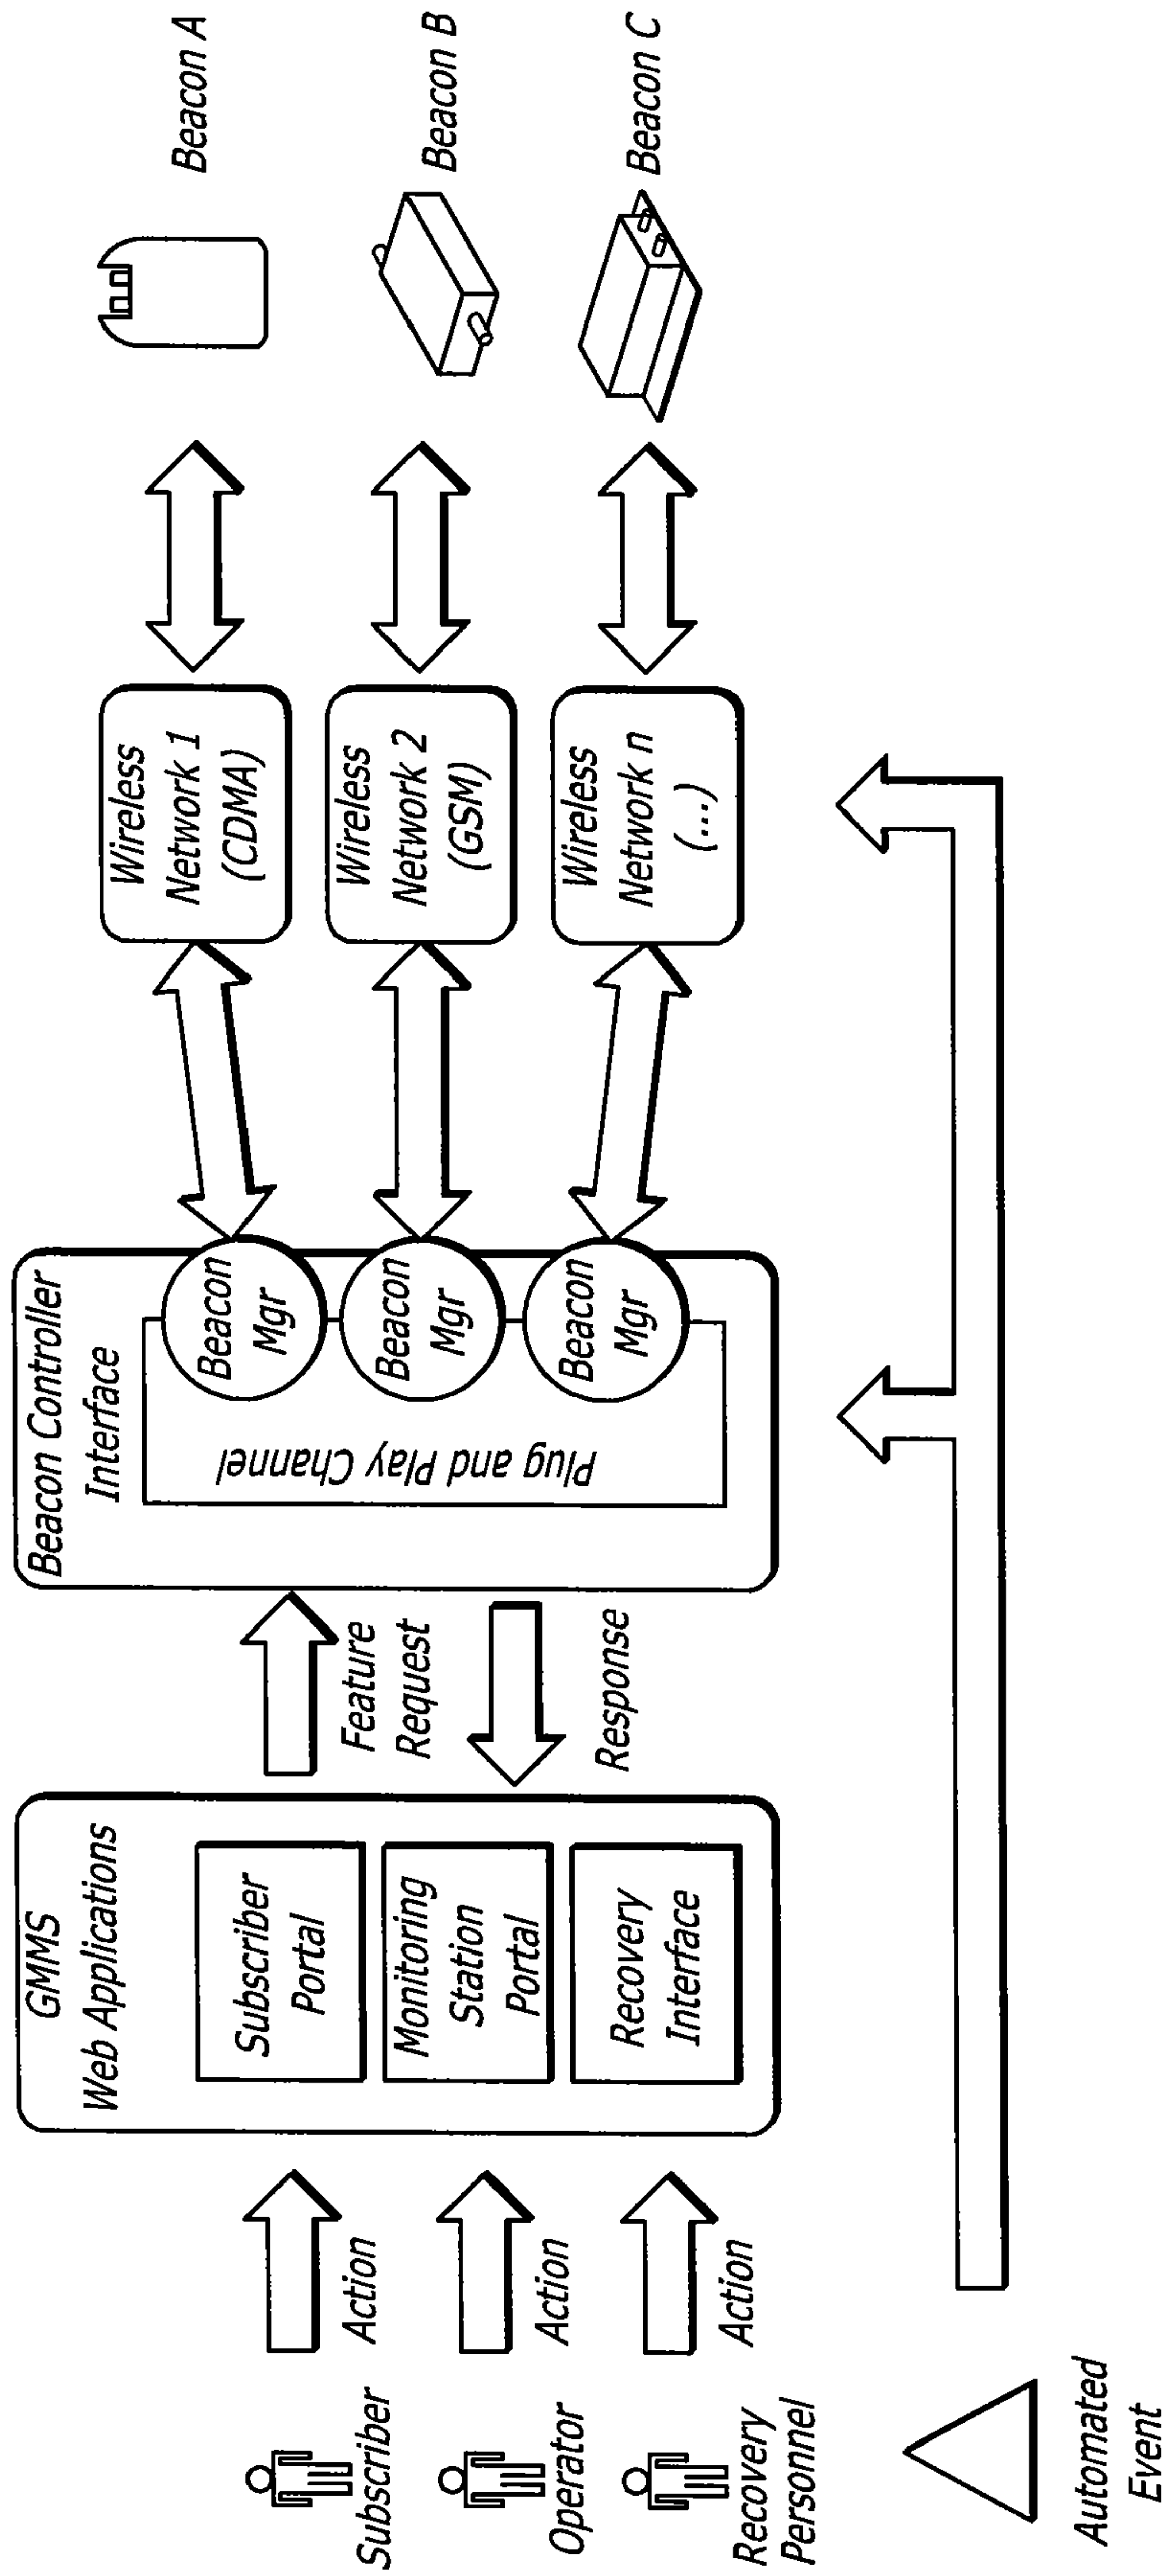 Subscriber
Action
Operator
Action
Recovery
Personnel
Action
Automated
Event
GMMS
Web Applications
Subscriber
Portal
Monitoring
Station
Portal
Recovery
Interface
Feature
Request
Response
Beacon Controller
Interface
Plug and Play Channel
Beacon
Mgr
Beacon
Mgr
Beacon
Mgr
Wireless
Network 1
(CDMA)
Wireless
Network 2
(GSM)
Wireless
Network n
(...)
Beacon A
Beacon B
Beacon C